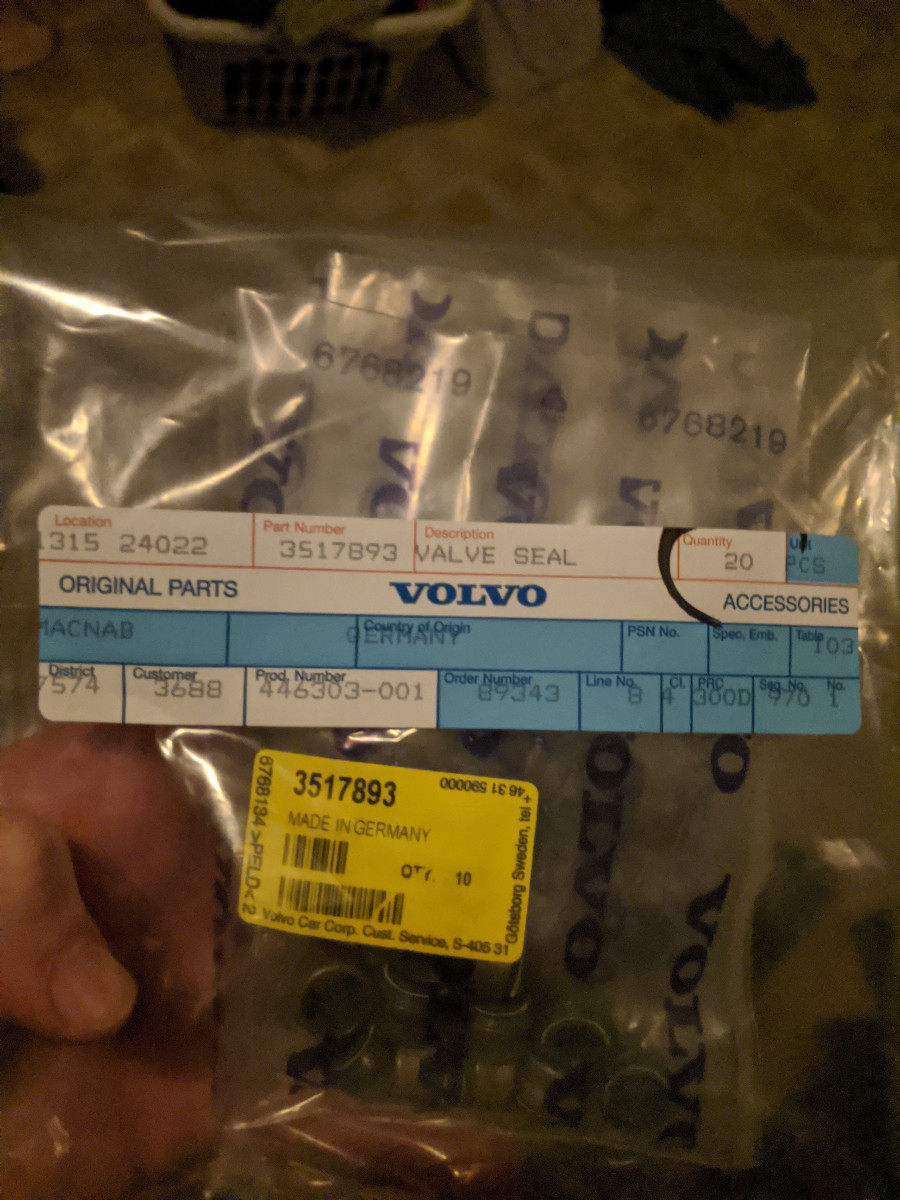 6768219
6768219
Location Part Number Description Quantity
1315 24022 3517893 VALVE SEAL 20 PCS
ORIGINAL PARTS VOLVO ACCESSORIES
MACNAB Country of Origin PSN No. Spec. Emb. Table
GERMANY 103
District Customer Prod. Number Order Number Line No. Cl. PRC Seq. No. No.
7574 3688 446303-001 89343 8 4 300D 970 1
3517893
MADE IN GERMANY
QTY. 10
Volvo Car Corp. Cust. Service, S-405 31
Göteborg Sweden, tel +
46 31 590000
6768134 >PELD< 2
VOLVO
VOLVO